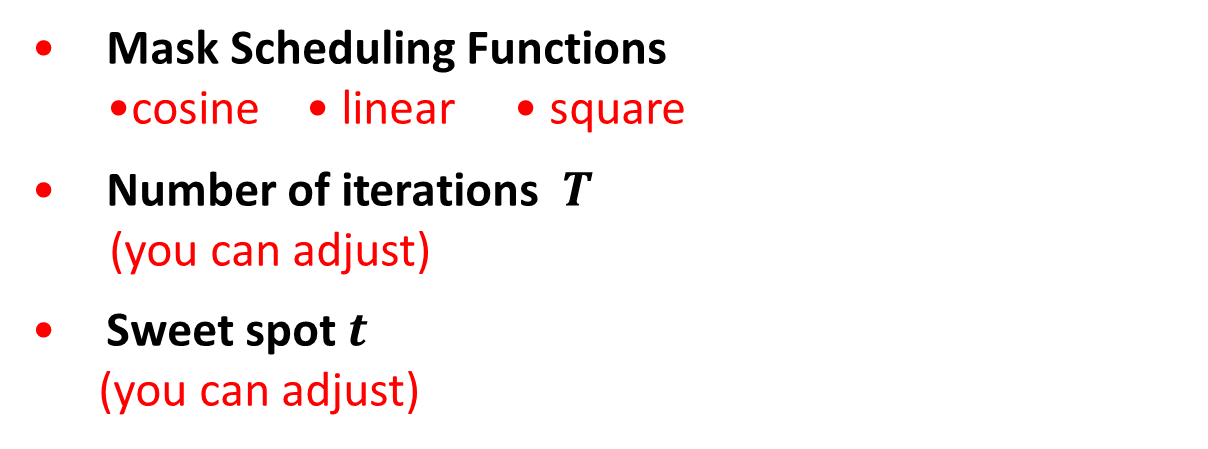 • Mask Scheduling Functions
•cosine • linear • square
• Number of iterations T
(you can adjust)
• Sweet spot t
(you can adjust)